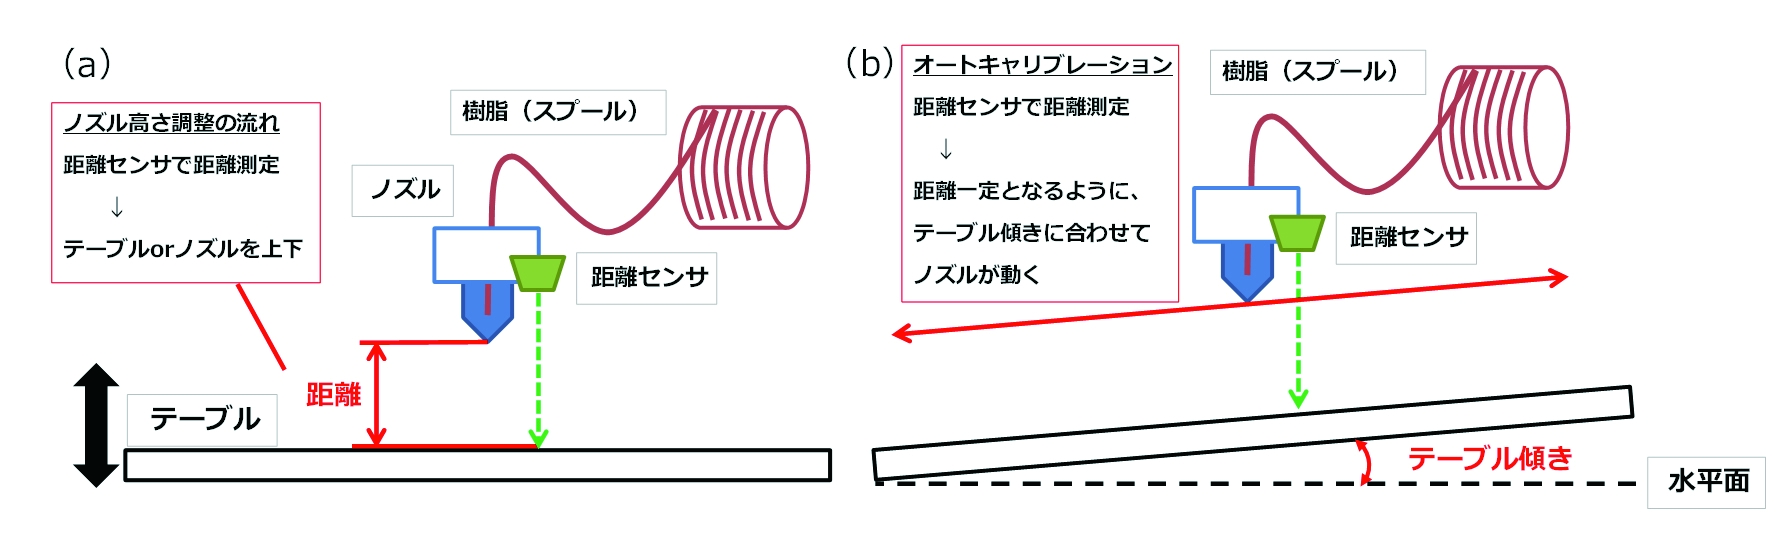 (a)
ノズル高さ調整の流れ
距離センサで距離測定
↓
テーブルorノズルを上下
樹脂（スプール）
ノズル
距離センサ
距離
テーブル
(b)
オートキャリブレーション
距離センサで距離測定
↓
距離一定となるように、
テーブル傾きに合わせて
ノズルが動く
樹脂（スプール）
距離センサ
テーブル傾き
水平面